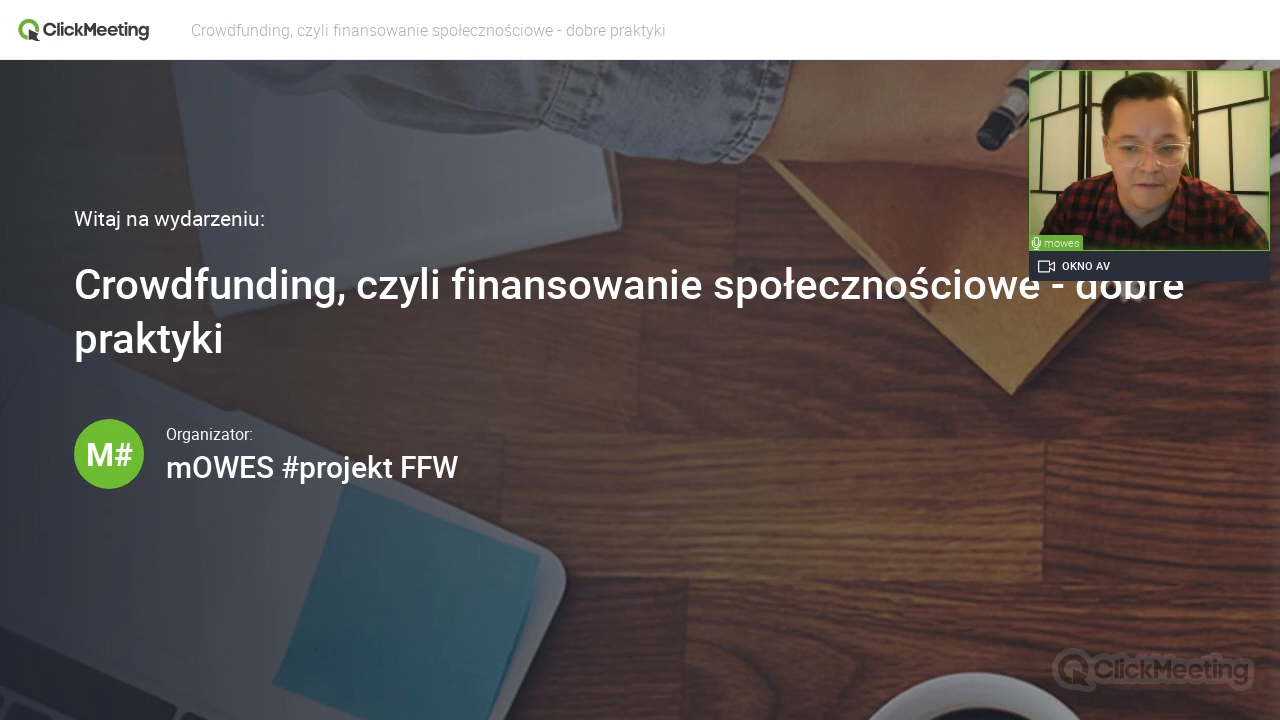 ClickMeeting
Crowdfunding, czyli finansowanie społecznościowe - dobre praktyki
Witaj na wydarzeniu:
Crowdfunding, czyli finansowanie społecznościowe - dobre
praktyki
M#
Organizator:
mOWES #projekt FFW
mowes
OKNO AV
ClickMeeting